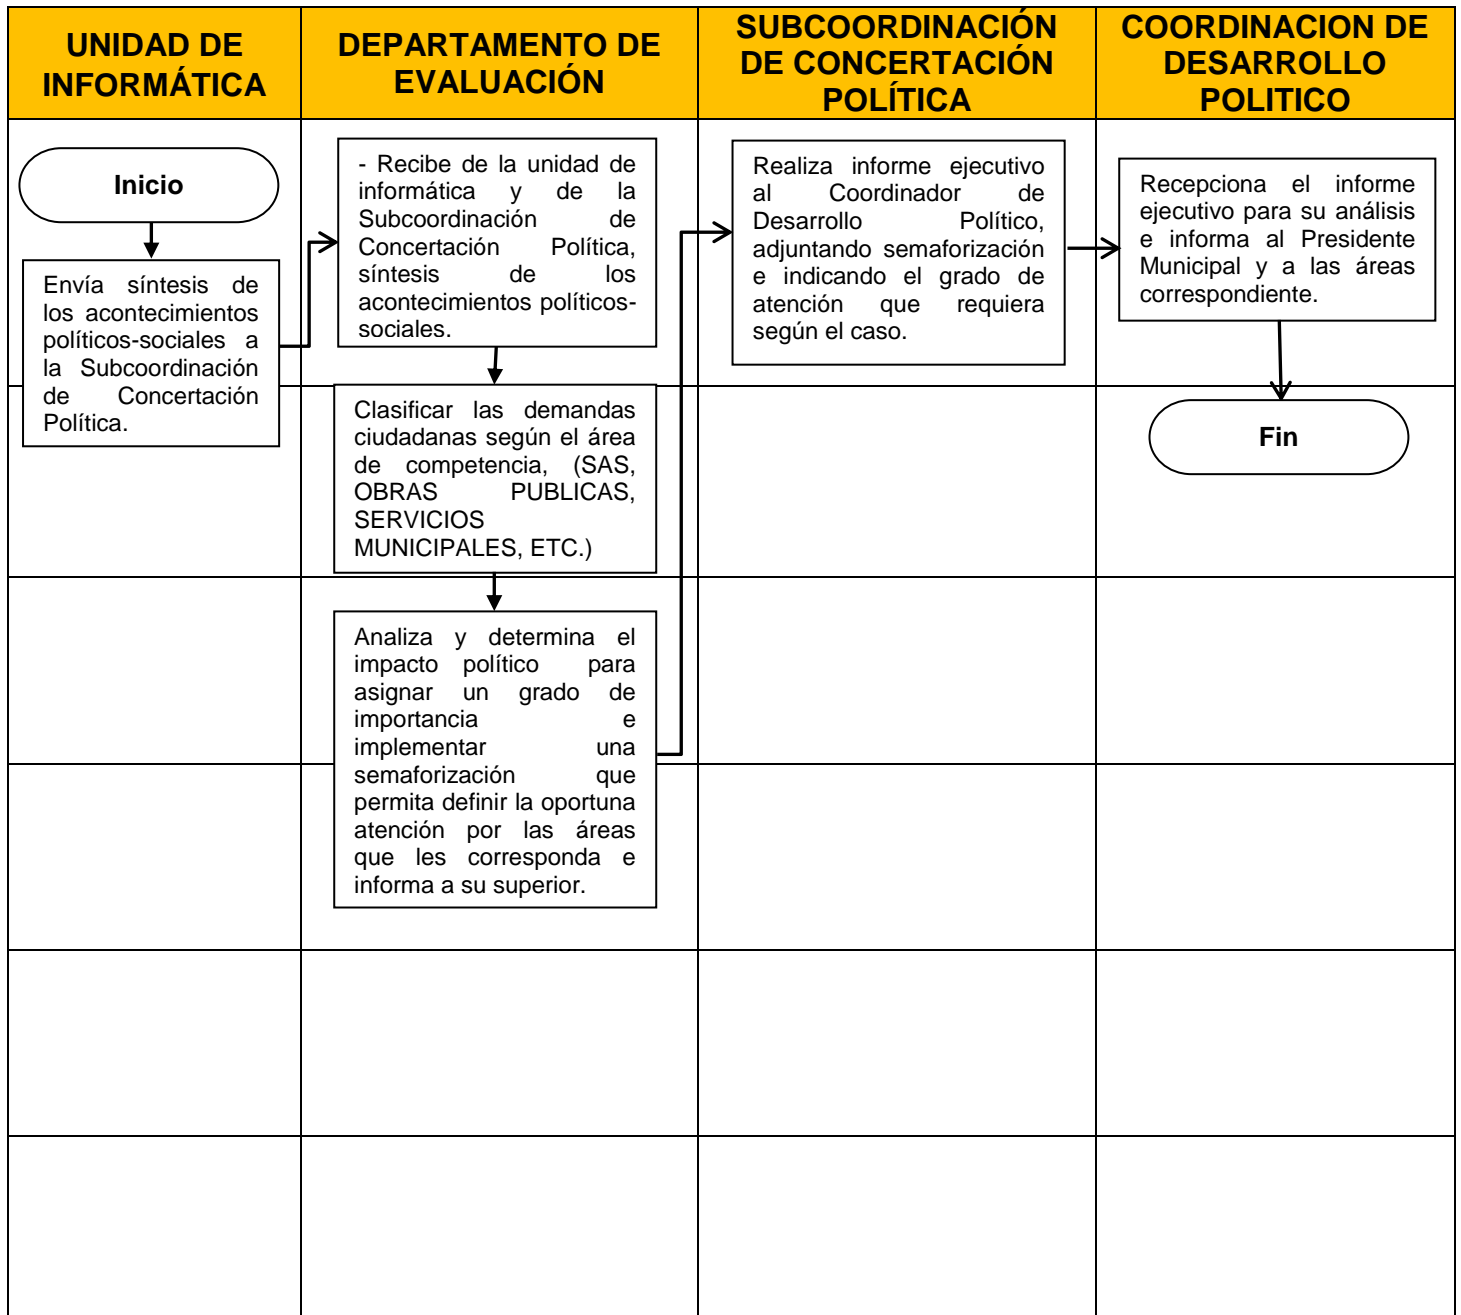 UNIDAD DE
INFORMÁTICA
DEPARTAMENTO DE
EVALUACIÓN
SUBCOORDINACIÓN
DE CONCERTACIÓN
POLÍTICA
COORDINACION DE
DESARROLLO
POLITICO
Inicio
Envía síntesis de
los acontecimientos
políticos-sociales a
la Subcoordinación
de Concertación
Política.
- Recibe de la unidad de
informática y de la
Subcoordinación de
Concertación Política,
síntesis de los
acontecimientos políticos-
sociales.
Clasificar las demandas
ciudadanas según el área
de competencia, (SAS,
OBRAS PUBLICAS,
SERVICIOS
MUNICIPALES, ETC.)
Analiza y determina el
impacto político para
asignar un grado de
importancia e
implementar una
semaforización que
permita definir la oportuna
atención por las áreas
que les corresponda e
informa a su superior.
Realiza informe ejecutivo
al Coordinador de
Desarrollo Político,
adjuntando semaforización
e indicando el grado de
atención que requiera
según el caso.
Recepciona el informe
ejecutivo para su análisis
e informa al Presidente
Municipal y a las áreas
correspondiente.
Fin